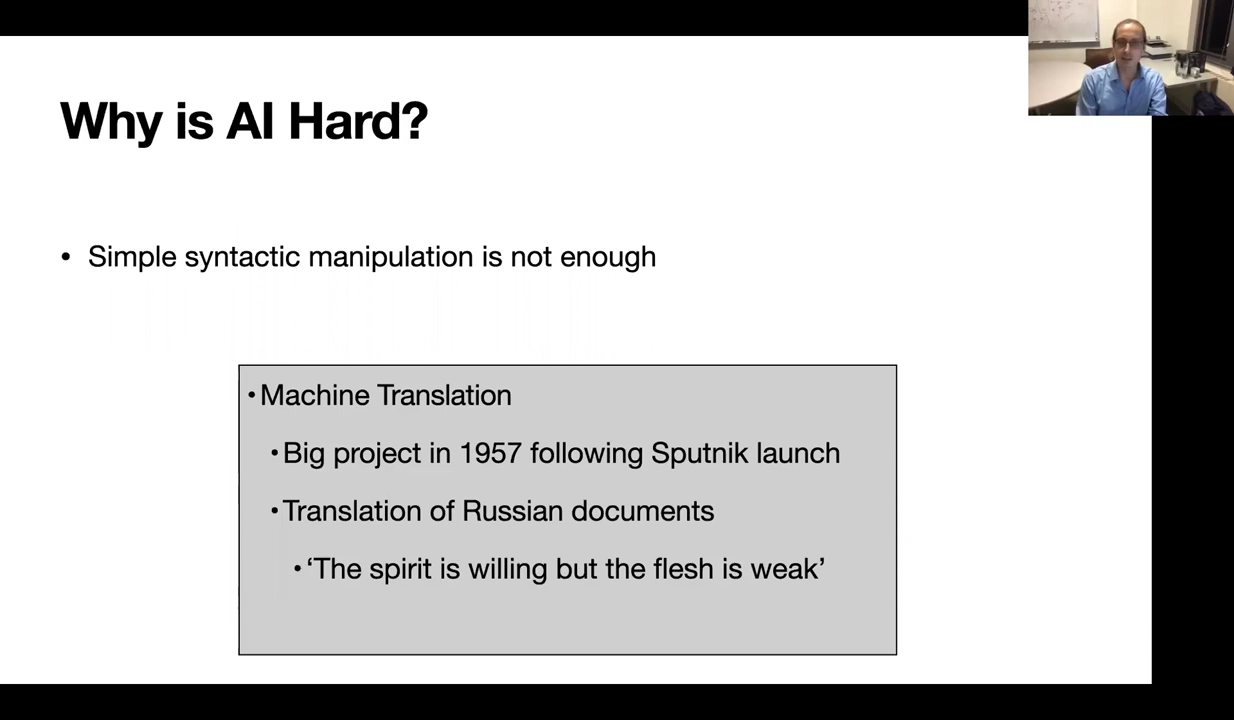 Why is AI Hard?
• Simple syntactic manipulation is not enough
• Machine Translation
• Big project in 1957 following Sputnik launch
• Translation of Russian documents
• ‘The spirit is willing but the flesh is weak’